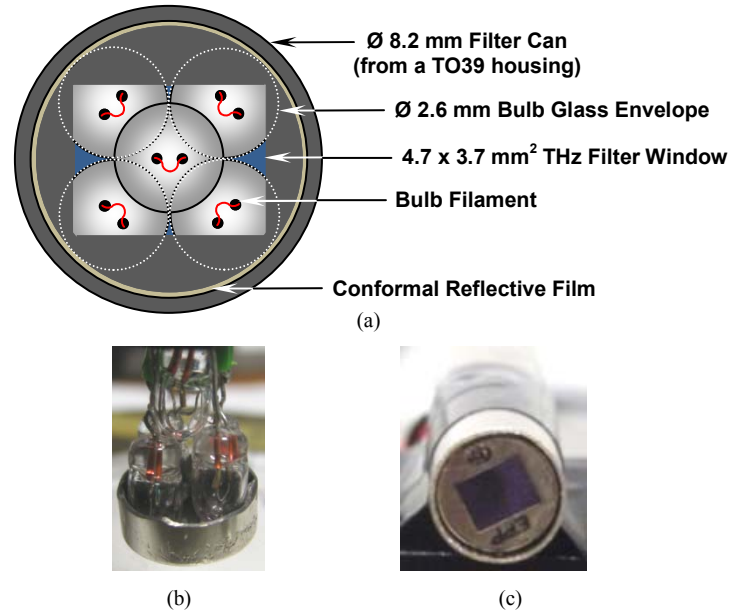 Ø 8.2 mm Filter Can
(from a TO39 housing)
Ø 2.6 mm Bulb Glass Envelope
4.7 x 3.7 mm² THz Filter Window
Bulb Filament
Conformal Reflective Film
(a)
EPP
(b)
(c)